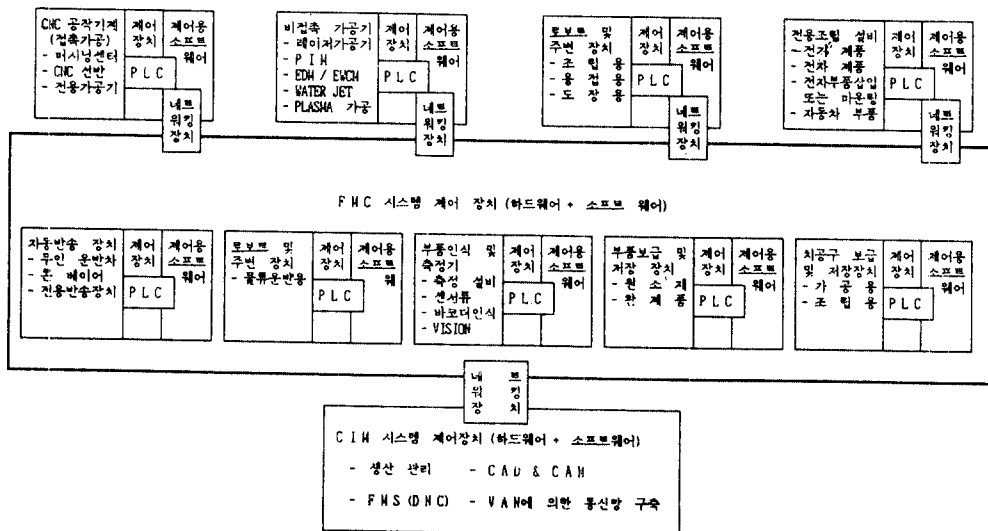 CNC 공작기계
(접촉가공)
- 머시닝센터
- CNC 선반
- 전용가공기
제어
장치
제어용
소프트
웨어
PLC
네트
워킹
장치
비접촉 가공기
- 레이저가공기
- P I M
- EDM / EWCM
- WATER JET
- PLASMA 가공
제어
장치
제어용
소프트
웨어
PLC
네트
워킹
장치
로보트 및
주변 장치
- 조 립 용
- 용 접 용
- 도 장 용
제어
장치
제어용
소프트
웨어
PLC
네트
워킹
장치
전용조립 설비
- 전기 제품
- 전자 제품
- 전자부품삽입
또는 마운팅
- 자동차 부품
제어
장치
제어용
소프트
웨어
PLC
네트
워킹
장치
FMC 시스템 제어 장치 (하드웨어 + 소프트 웨어)
자동반송 장치
- 무인 운반차
- 콘 베이어
- 전용반송장치
제어
장치
제어용
소프트
웨어
PLC
로보트 및
주변 장치
- 물류운반용
제어
장치
제어용
소프트
웨
PLC
부품인식 및
측정기
- 측정 설비
- 센서류
- 바코더인식
- VISION
제어
장치
제어용
소프트
웨어
PLC
부품보급 및
저장 장치
- 원 소 재
- 완 제 품
제어
장치
제어용
소프트
웨어
PLC
치공구 보급
및 저장장치
- 가 공 용
- 조 립 용
제어
장치
제어용
소프트
웨어
PLC
네 트
워 킹
장 치
CIM 시스템 제어장치 (하드웨어 + 소프트웨어)
- 생산 관리 - CAD & CAM
- FMS (DNC) - VAN에 의한 통신망 구축